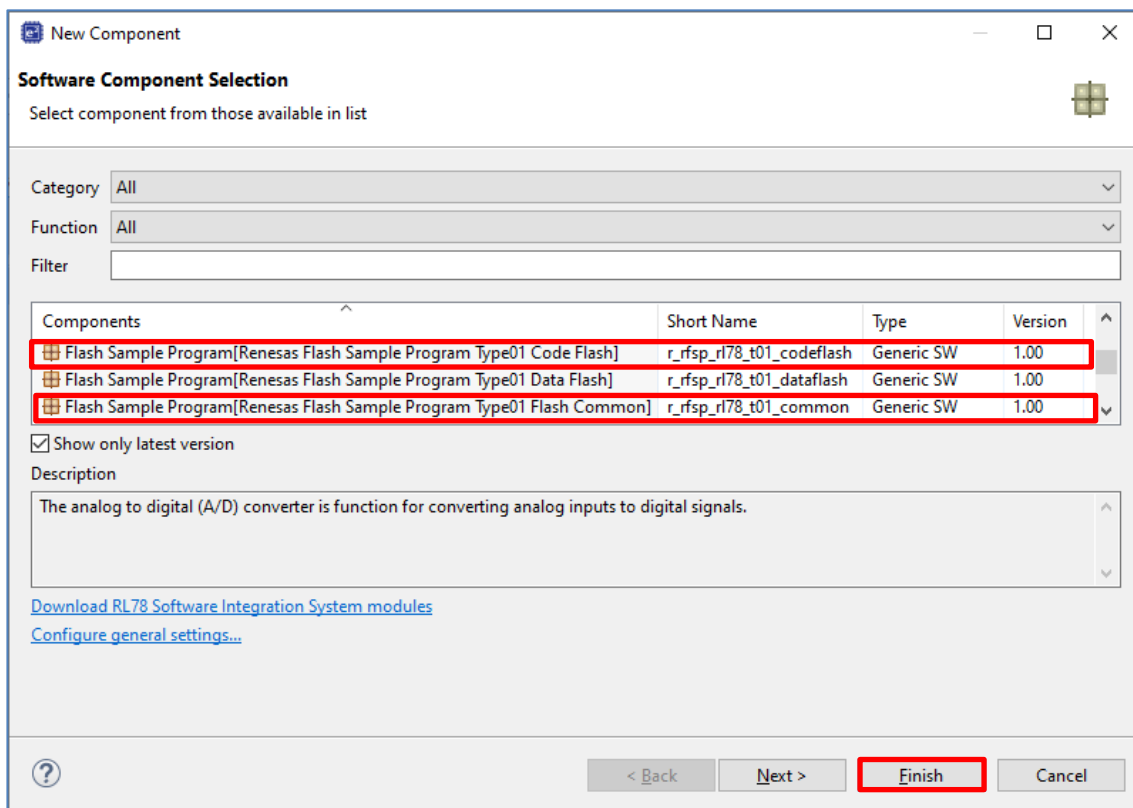 New Component
Software Component Selection
Select component from those available in list
Category All
Function All
Filter
Components Short Name Type Version
Flash Sample Program[Renesas Flash Sample Program Type01 Code Flash] r_rfsp_rl78_t01_codeflash Generic SW 1.00
Flash Sample Program[Renesas Flash Sample Program Type01 Data Flash] r_rfsp_rl78_t01_dataflash Generic SW 1.00
Flash Sample Program[Renesas Flash Sample Program Type01 Flash Common] r_rfsp_rl78_t01_common Generic SW 1.00
Show only latest version
Description
The analog to digital (A/D) converter is function for converting analog inputs to digital signals.
Download RL78 Software Integration System modules
Configure general settings...
? < Back Next > Finish Cancel